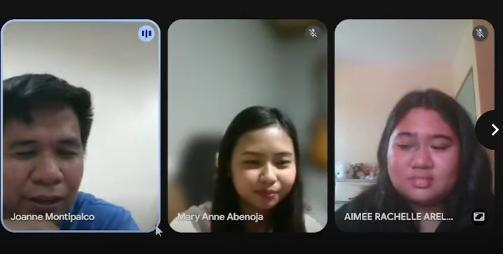 Joanne Montipalco
Mary Anne Abenoja
AIMEE RACHELLE AREL...